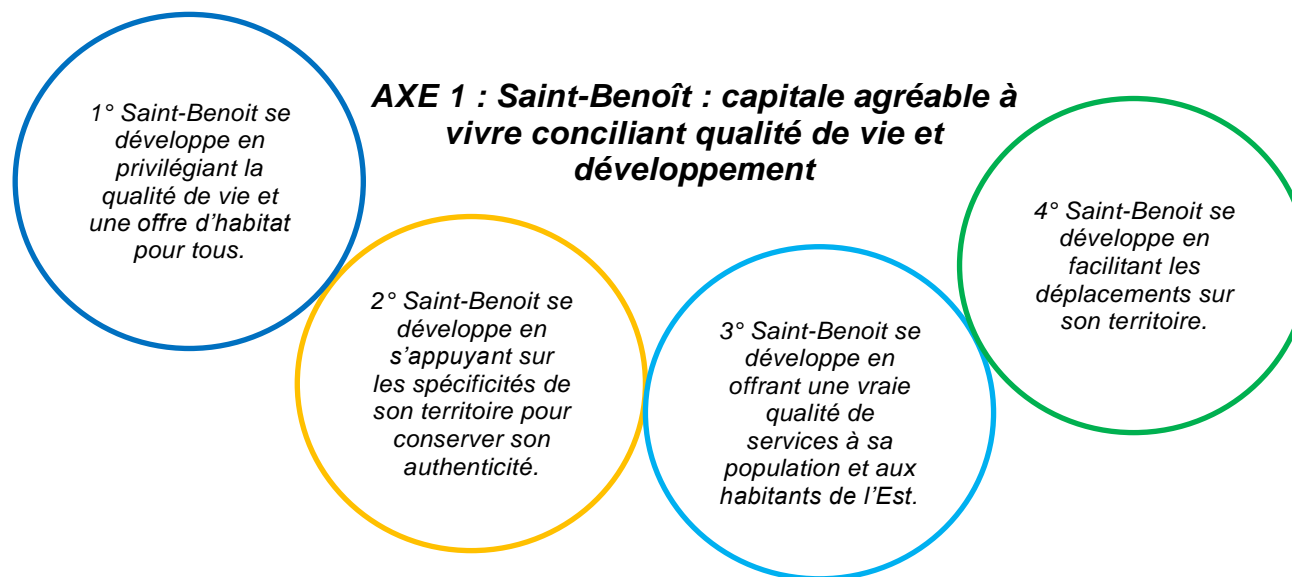 AXE 1 : Saint-Benoît : capitale agréable à
vivre conciliant qualité de vie et
développement
1° Saint-Benoit se
développe en
privilégiant la
qualité de vie et
une offre d’habitat
pour tous.
2° Saint-Benoit se
développe en
s’appuyant sur
les spécificités de
son territoire pour
conserver son
authenticité.
3° Saint-Benoit se
développe en
offrant une vraie
qualité de
services à sa
population et aux
habitants de l’Est.
4° Saint-Benoit se
développe en
facilitant les
déplacements sur
son territoire.